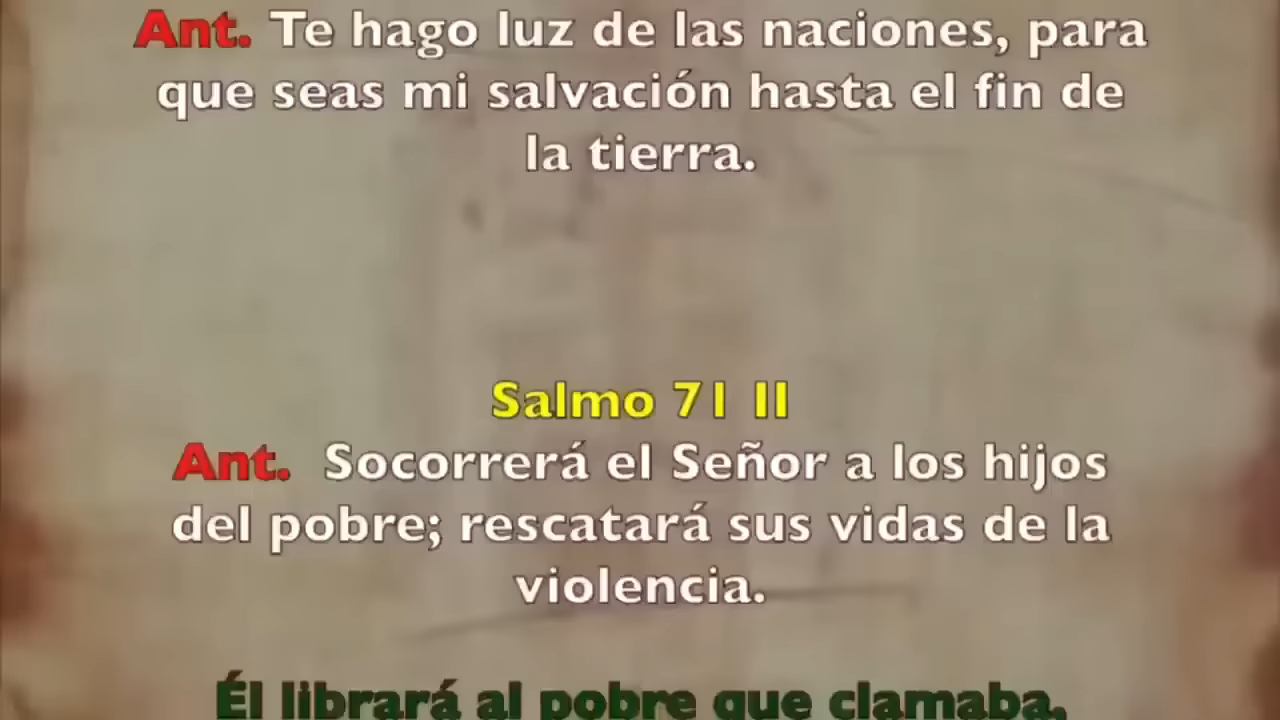 Ant. Te hago luz de las naciones, para
que seas mi salvación hasta el fin de
la tierra.
Salmo 71 II
Ant. Socorrerá el Señor a los hijos
del pobre; rescatará sus vidas de la
violencia.
Él librará al pobre que clamaba,